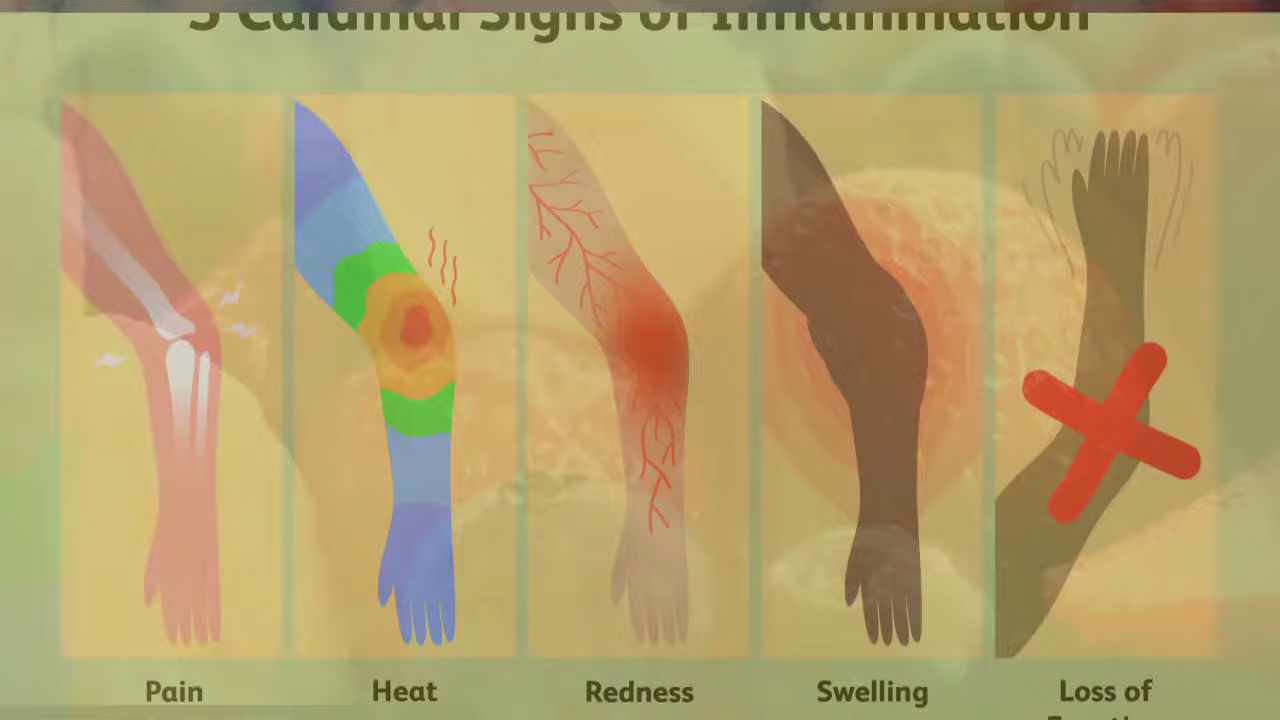 5 Cardinal Signs of Inflammation
Pain
Heat
Redness
Swelling
Loss of